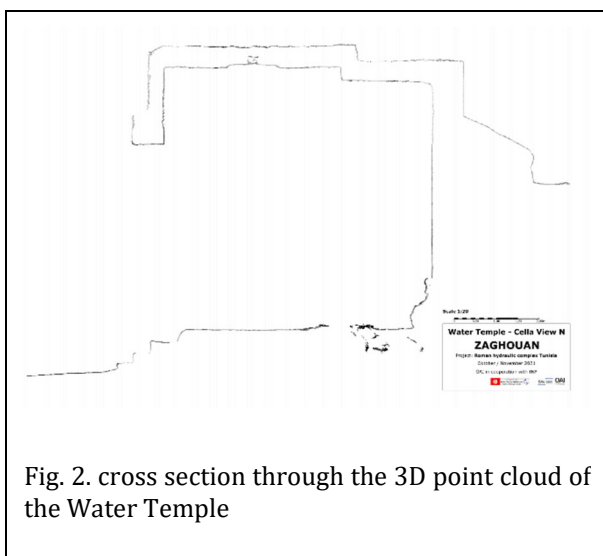 Scale 1:20
Water Temple - Cella View N
ZAGHOUAN
Project: Roman hydraulic complex Tunisia
October / November 2021
DAI in cooperation with INP
DAI
Fig. 2. cross section through the 3D point cloud of
the Water Temple